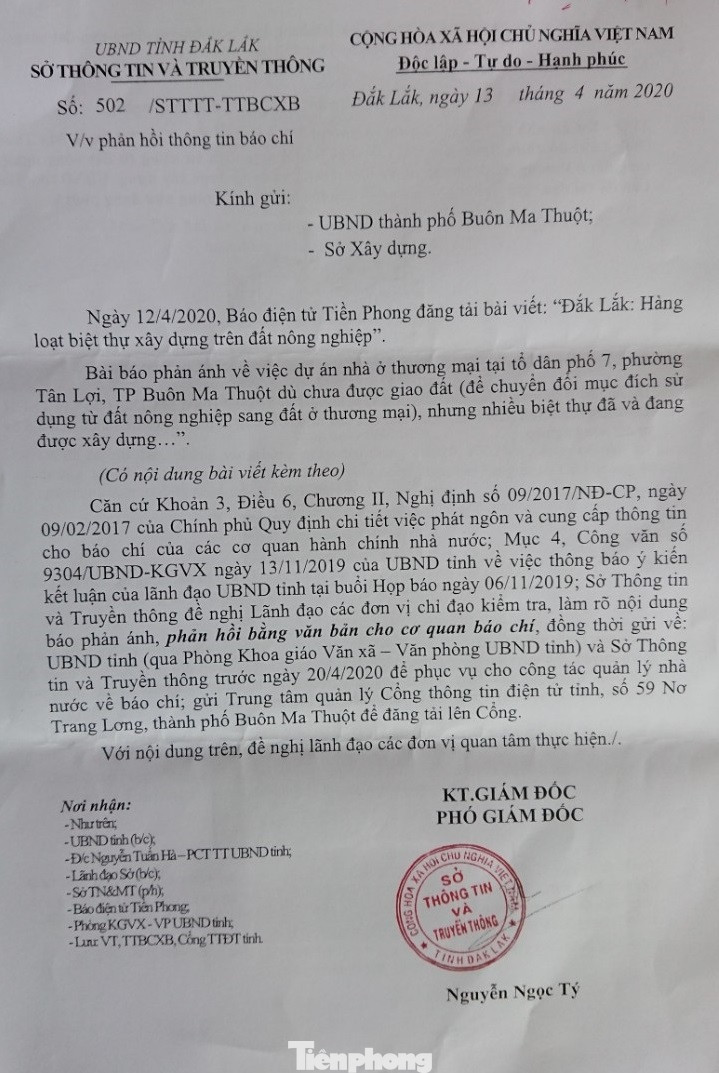 UBND TỈNH ĐẮK LẮK
SỞ THÔNG TIN VÀ TRUYỀN THÔNG
Số: 502 /STTTT-TTBCXB
V/v phản hồi thông tin báo chí
CỘNG HÒA XÃ HỘI CHỦ NGHĨA VIỆT NAM
Độc lập - Tự do - Hạnh phúc
Đắk Lắk, ngày 13 tháng 4 năm 2020
Kính gửi:
- UBND thành phố Buôn Ma Thuột;
- Sở Xây dựng.
Ngày 12/4/2020, Báo điện tử Tiền Phong đăng tải bài viết: “Đắk Lắk: Hàng
loạt biệt thự xây dựng trên đất nông nghiệp”.
Bài báo phản ánh về việc dự án nhà ở thương mại tại tổ dân phố 7, phường
Tân Lợi, TP Buôn Ma Thuột dù chưa được giao đất (để chuyển đổi mục đích sử
dụng từ đất nông nghiệp sang đất ở thương mại), nhưng nhiều biệt thự đã và đang
được xây dựng…”.
(Có nội dung bài viết kèm theo)
Căn cứ Khoản 3, Điều 6, Chương II, Nghị định số 09/2017/NĐ-CP, ngày
09/02/2017 của Chính phủ Quy định chi tiết việc phát ngôn và cung cấp thông tin
cho báo chí của các cơ quan hành chính nhà nước; Mục 4, Công văn số
9304/UBND-KGVX ngày 13/11/2019 của UBND tỉnh về việc thông báo ý kiến
kết luận của lãnh đạo UBND tỉnh tại buổi Họp báo ngày 06/11/2019; Sở Thông tin
và Truyền thông đề nghị Lãnh đạo các đơn vị chỉ đạo kiểm tra, làm rõ nội dung
báo phản ánh, phản hồi bằng văn bản cho cơ quan báo chí, đồng thời gửi về:
UBND tỉnh (qua Phòng Khoa giáo Văn xã – Văn phòng UBND tỉnh) và Sở Thông
tin và Truyền thông trước ngày 20/4/2020 để phục vụ cho công tác quản lý nhà
nước về báo chí; gửi Trung tâm quản lý Cổng thông tin điện tử tỉnh, số 59 Nơ
Trang Lơng, thành phố Buôn Ma Thuột để đăng tải lên Cổng.
Với nội dung trên, đề nghị lãnh đạo các đơn vị quan tâm thực hiện./.
Nơi nhận:
- Như trên;
- UBND tỉnh (b/c);
- Đ/c Nguyễn Tuấn Hà – PCT TT UBND tỉnh;
- Lãnh đạo Sở (b/c);
- Sở TN&MT (p/h);
- Báo điện tử Tiền Phong;
- Phòng KGVX - VP UBND tỉnh;
- Lưu: VT, TTBCXB, Cổng TTĐT tỉnh.
KT.GIÁM ĐỐC
PHÓ GIÁM ĐỐC
CỘNG HÒA XÃ HỘI CHỦ NGHĨA VIỆT NAM
SỞ
THÔNG TIN
VÀ
TRUYỀN THÔNG
TỈNH ĐẮK LẮK
Nguyễn Ngọc Tý
Tiênphong